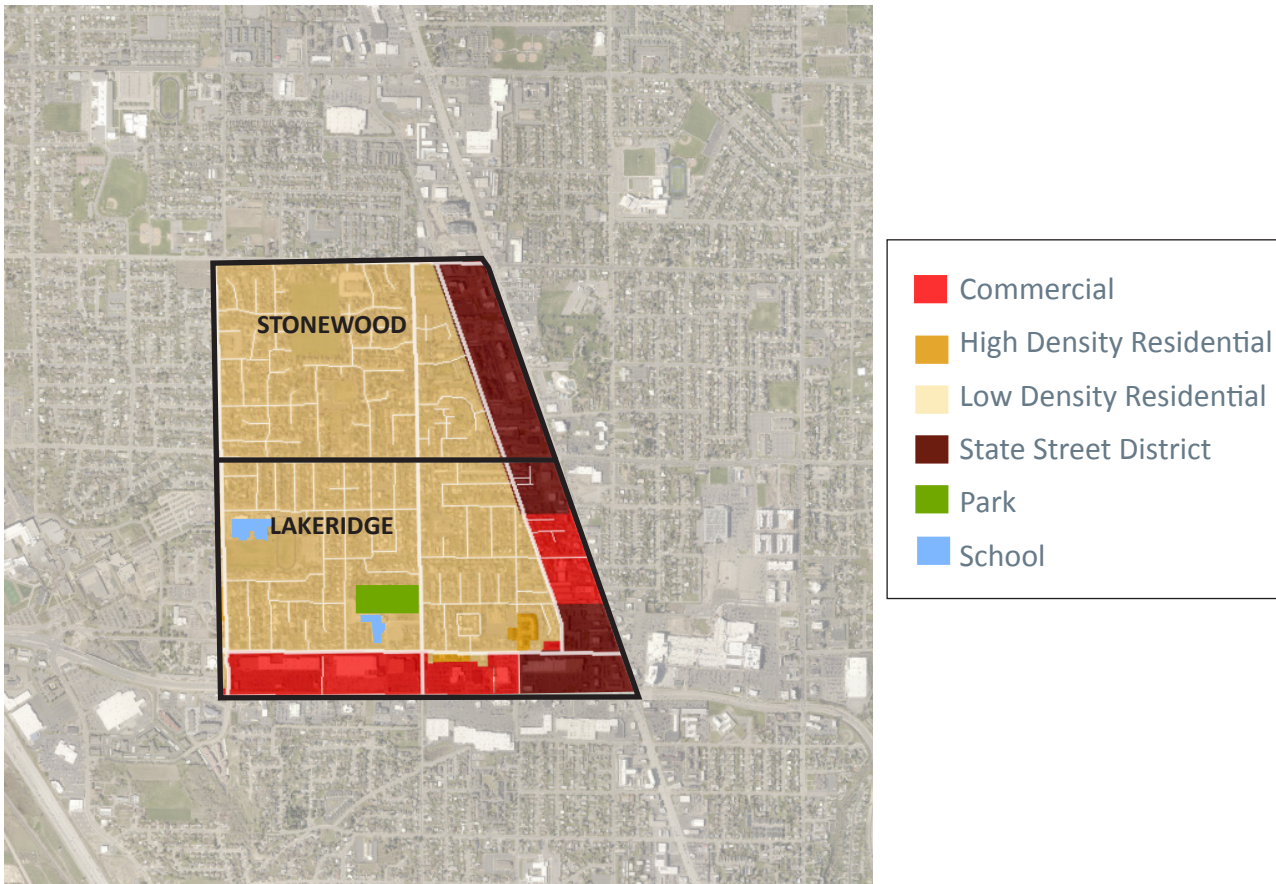 STONEWOOD
LAKERIDGE
Commercial
High Density Residential
Low Density Residential
State Street District
Park
School